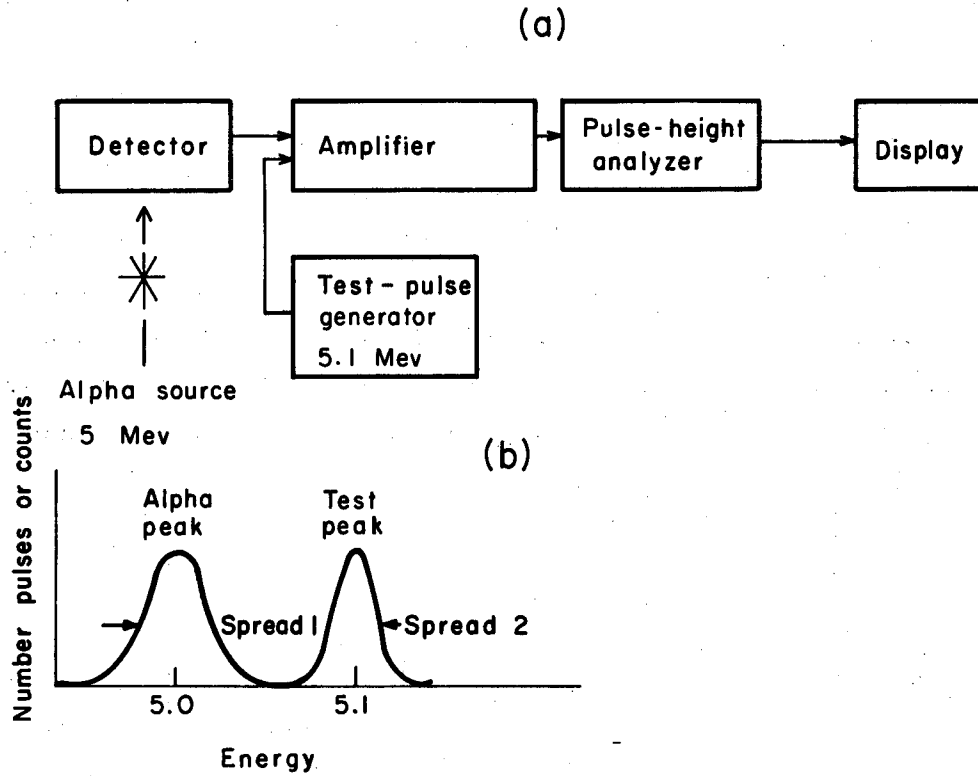 (a)
Detector
Amplifier
Pulse-height
analyzer
Display
Test-pulse
generator
5.1 Mev
Alpha source
5 Mev
(b)
Number pulses or counts
Alpha
peak
Test
peak
Spread 1
Spread 2
5.0
5.1
Energy